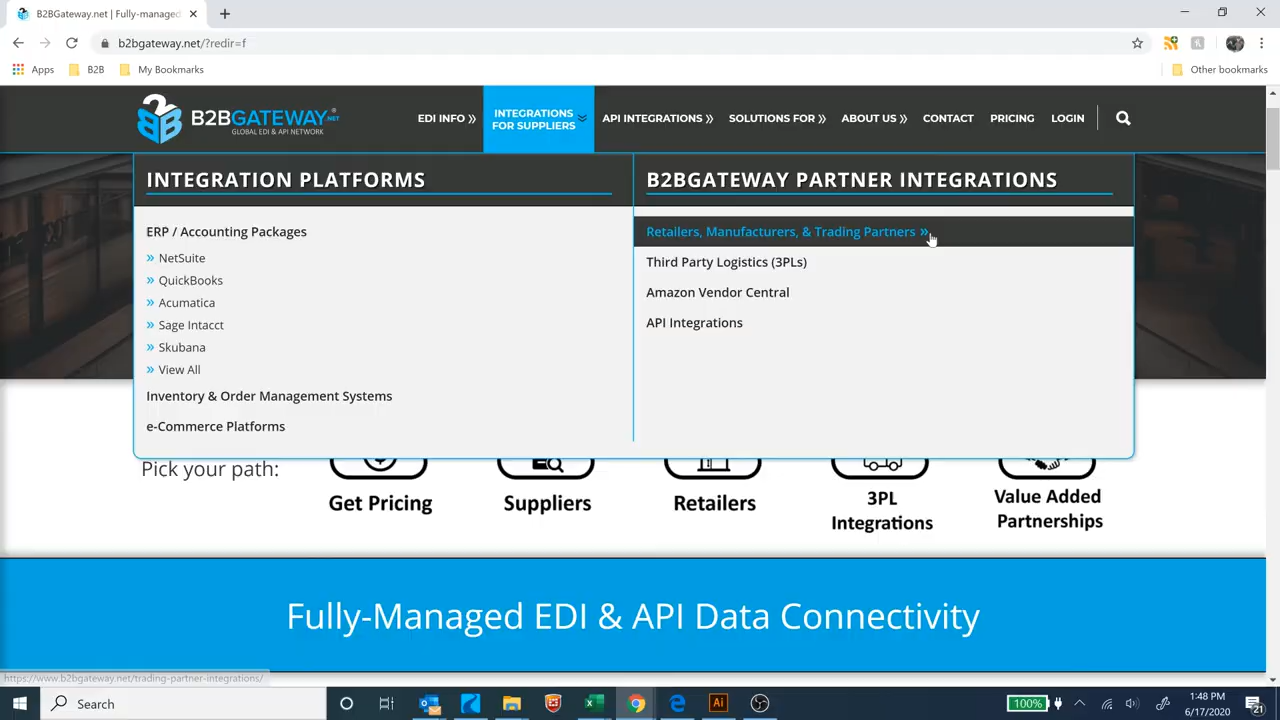 B2BGateway.net | Fully-managed
b2bgateway.net/?redir=f
Apps
B2B
My Bookmarks
Other bookmarks
B2BGATEWAY.NET
GLOBAL EDI & API NETWORK
EDI INFO »
INTEGRATIONS
FOR SUPPLIERS
API INTEGRATIONS »
SOLUTIONS FOR »
ABOUT US »
CONTACT
PRICING
LOGIN
INTEGRATION PLATFORMS
ERP / Accounting Packages
» NetSuite
» QuickBooks
» Acumatica
» Sage Intacct
» Skubana
» View All
Inventory & Order Management Systems
e-Commerce Platforms
B2BGATEWAY PARTNER INTEGRATIONS
Retailers, Manufacturers, & Trading Partners »
Third Party Logistics (3PLs)
Amazon Vendor Central
API Integrations
Pick your path:
Get Pricing
Suppliers
Retailers
3PL
Integrations
Value Added
Partnerships
Fully-Managed EDI & API Data Connectivity
https://www.b2bgateway.net/trading-partner-integrations/
Search
Ai
100%
1:48 PM
6/17/2020
21